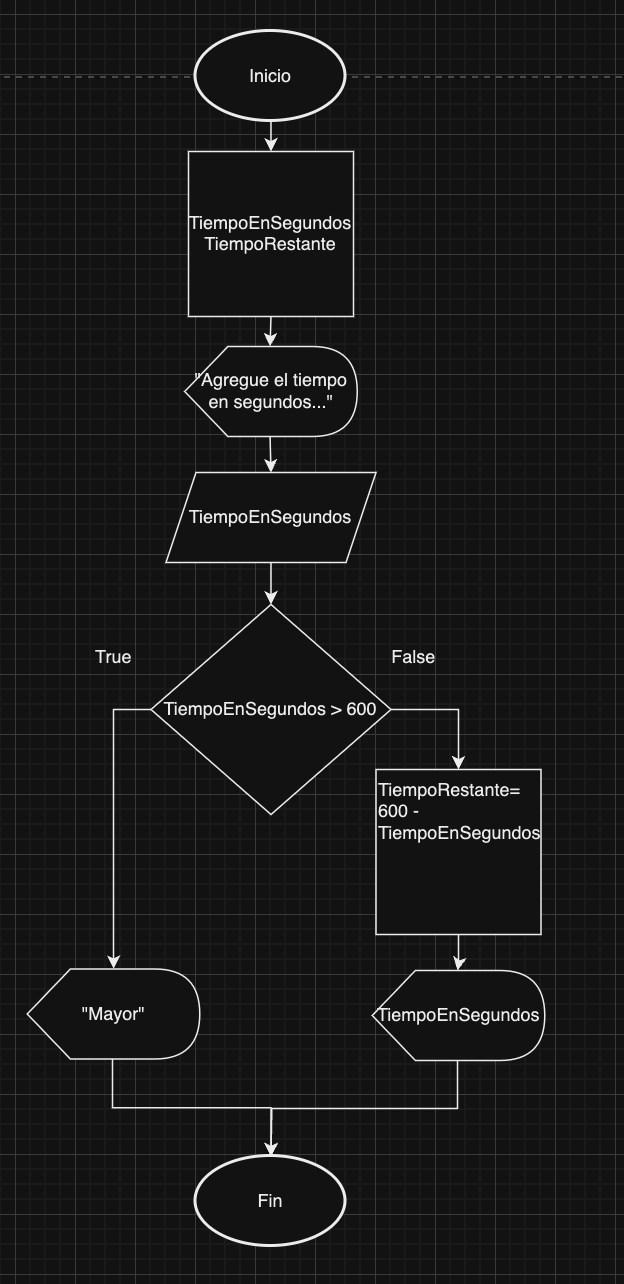 Inicio
TiempoEnSegundos
TiempoRestante
"Agregue el tiempo
en segundos..."
TiempoEnSegundos
True
False
TiempoEnSegundos > 600
TiempoRestante=
600 -
TiempoEnSegundos
"Mayor"
TiempoEnSegundos
Fin